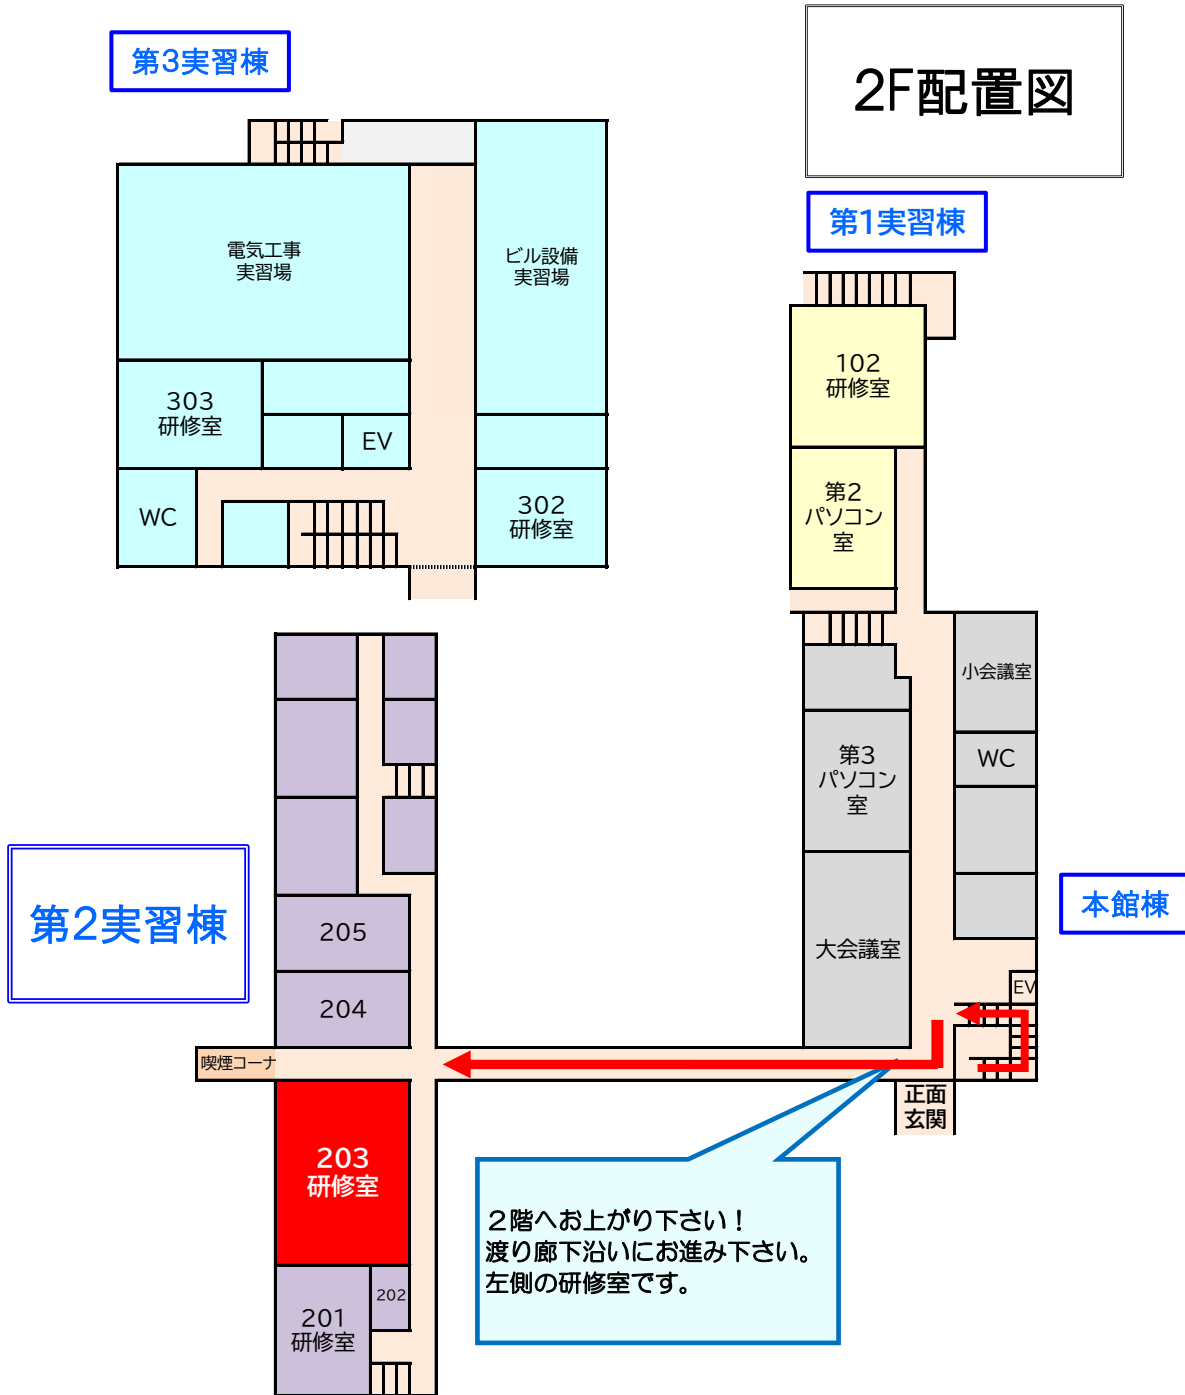 2F配置図
第3実習棟
第1実習棟
電気工事
実習場
ビル設備
実習場
303
研修室
EV
WC
302
研修室
102
研修室
第2
パソコン
室
小会議室
WC
第3
パソコン
室
大会議室
本館棟
EV
第2実習棟
205
204
喫煙コーナ
正面
玄関
203
研修室
202
201
研修室
２階へお上がり下さい！
渡り廊下沿いにお進み下さい。
左側の研修室です。